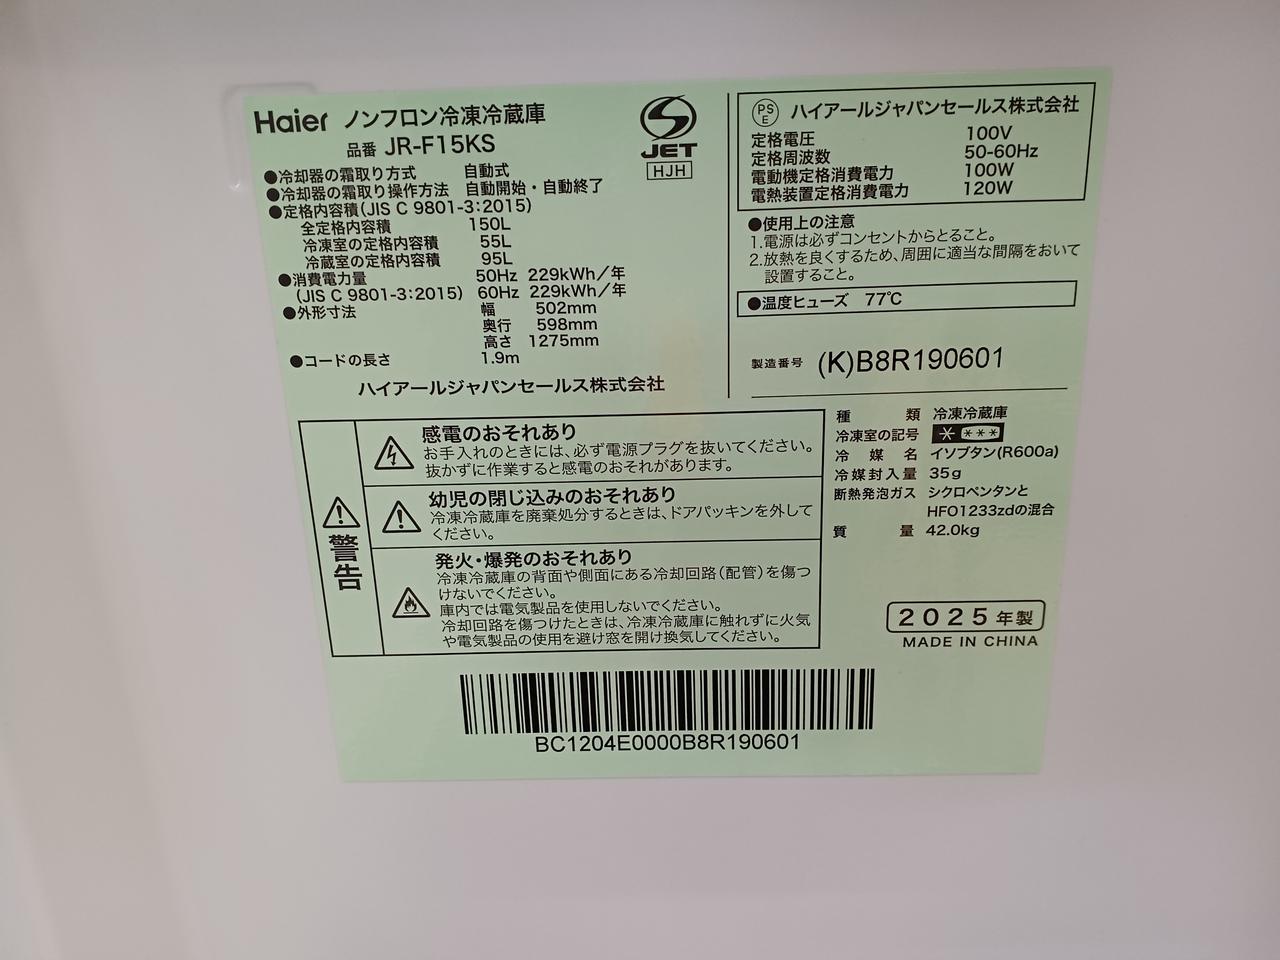 Haier ノンフロン冷凍冷蔵庫
品番 JR-F15KS
●冷却器の霜取り方式 自動式
●冷却器の霜取り操作方法 自動開始・自動終了
●定格内容積(JIS C 9801-3:2015)
全定格内容積 150L
冷凍室の定格内容積 55L
冷蔵室の定格内容積 95L
●消費電力量 50Hz 229kWh/年
(JIS C 9801-3:2015) 60Hz 229kWh/年
●外形寸法 幅 502mm
奥行 598mm
高さ 1275mm
●コードの長さ 1.9m
ハイアールジャパンセールス株式会社
S
JET
HJH
PS
E
ハイアールジャパンセールス株式会社
定格電圧 100V
定格周波数 50-60Hz
電動機定格消費電力 100W
電熱装置定格消費電力 120W
●使用上の注意
1.電源は必ずコンセントからとること。
2.放熱を良くするため、周囲に適当な間隔をおいて
設置すること。
●温度ヒューズ 77℃
製造番号 (K)B8R190601
警告
感電のおそれあり
お手入れのときには、必ず電源プラグを抜いてください。
抜かずに作業すると感電のおそれがあります。
幼児の閉じ込みのおそれあり
冷凍冷蔵庫を廃棄処分するときは、ドアパッキンを外して
ください。
発火・爆発のおそれあり
冷凍冷蔵庫の背面や側面にある冷却回路(配管)を傷つ
けないでください。
庫内では電気製品を使用しないでください。
冷却回路を傷つけたときは、冷凍冷蔵庫に触れずに火気
や電気製品の使用を避け窓を開け換気してください。
種類 冷凍冷蔵庫
冷凍室の記号 * ***
冷媒名 イソブタン(R600a)
冷媒封入量 35g
断熱発泡ガス シクロペンタンと
HFO1233zdの混合
質量 42.0kg
2025年製
MADE IN CHINA
BC1204E0000B8R190601